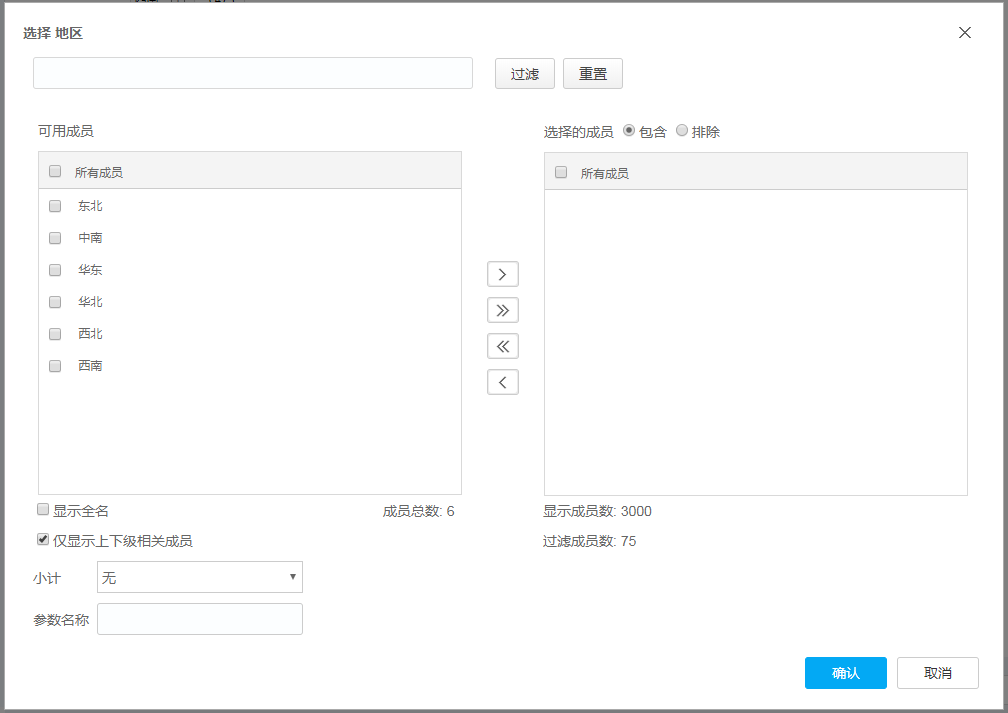 选择 地区
过滤 重置
可用成员
选择的成员 包含 排除
所有成员
东北
中南
华东
华北
西北
西南
所有成员
显示全名 成员总数: 6
仅显示上下级相关成员
显示成员数: 3000
过滤成员数: 75
小计 无
参数名称
确认 取消